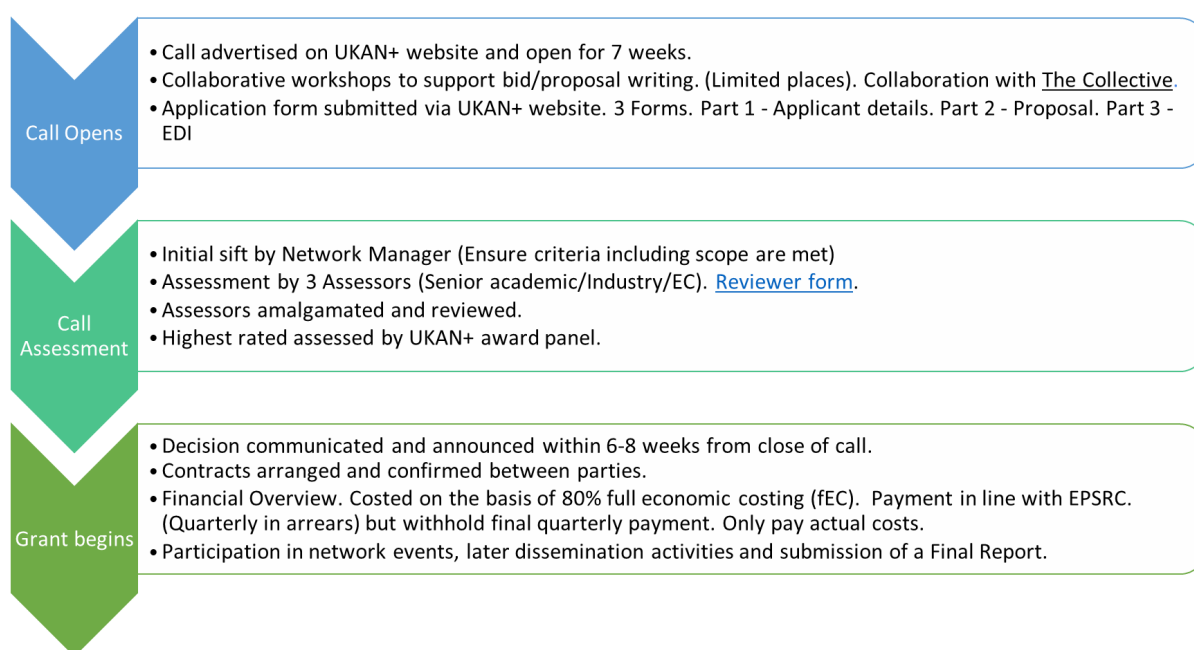 Call Opens
• Call advertised on UKAN+ website and open for 7 weeks.
• Collaborative workshops to support bid/proposal writing. (Limited places). Collaboration with The Collective.
• Application form submitted via UKAN+ website. 3 Forms. Part 1 - Applicant details. Part 2 - Proposal. Part 3 -
EDI
Call
Assessment
• Initial sift by Network Manager (Ensure criteria including scope are met)
• Assessment by 3 Assessors (Senior academic/Industry/EC). Reviewer form.
• Assessors amalgamated and reviewed.
• Highest rated assessed by UKAN+ award panel.
Grant begins
• Decision communicated and announced within 6-8 weeks from close of call.
• Contracts arranged and confirmed between parties.
• Financial Overview. Costed on the basis of 80% full economic costing (fEC). Payment in line with EPSRC.
(Quarterly in arrears) but withhold final quarterly payment. Only pay actual costs.
• Participation in network events, later dissemination activities and submission of a Final Report.